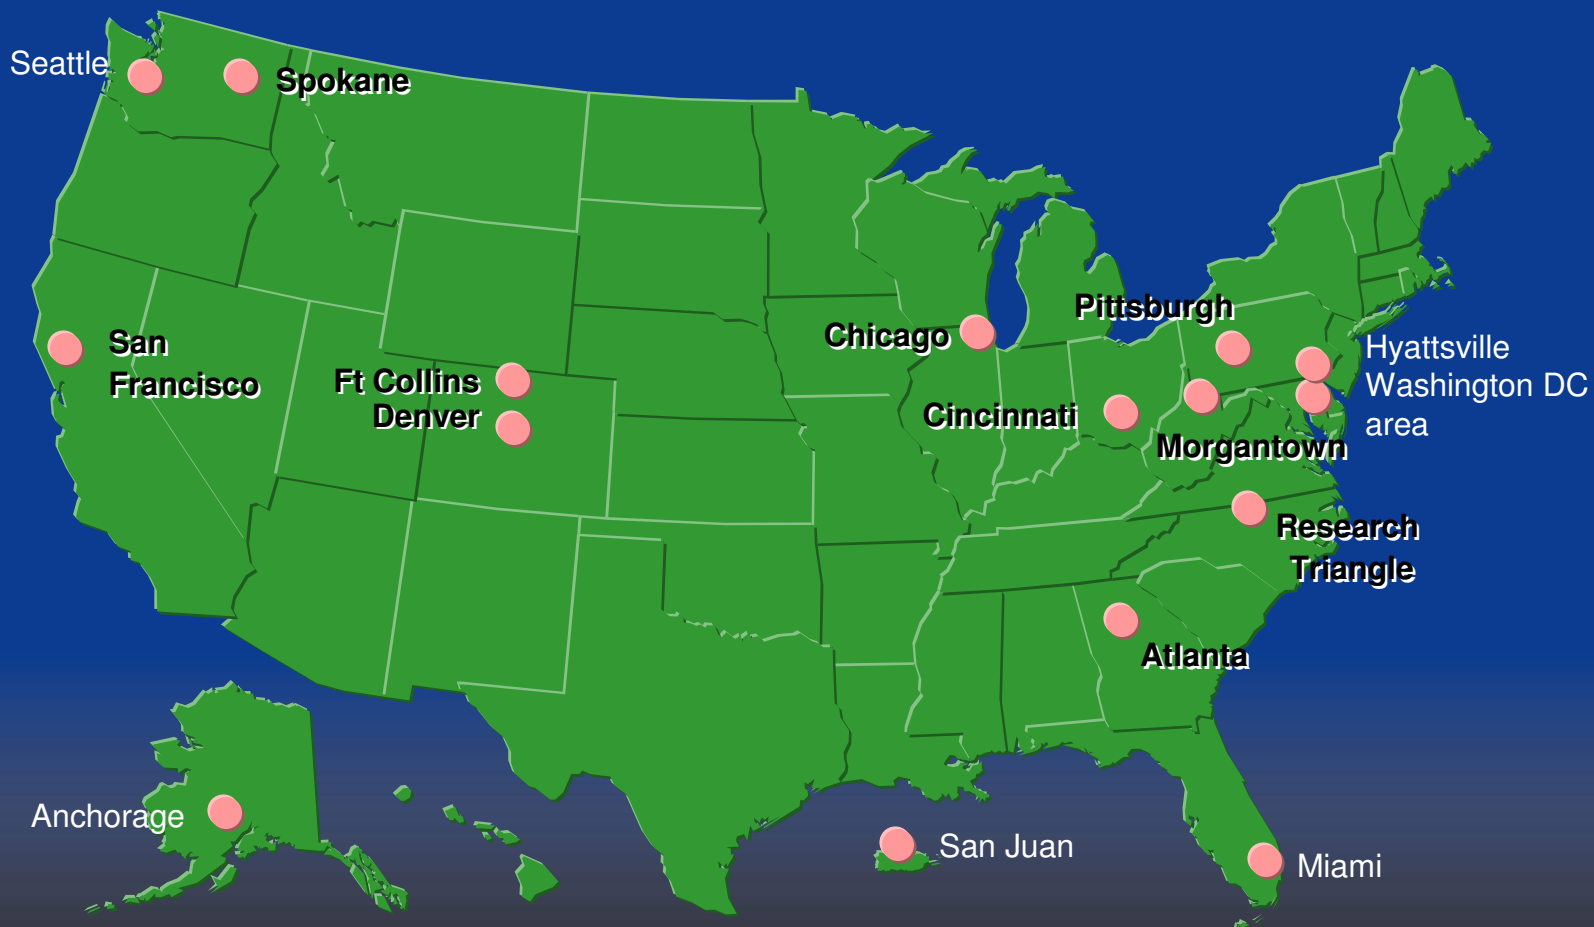 Seattle
Spokane
Pittsburgh
Chicago
San
Francisco
Hyattsville
Washington DC
area
Ft Collins
Denver
Cincinnati
Morgantown
Research
Triangle
Atlanta
Anchorage
San Juan
Miami